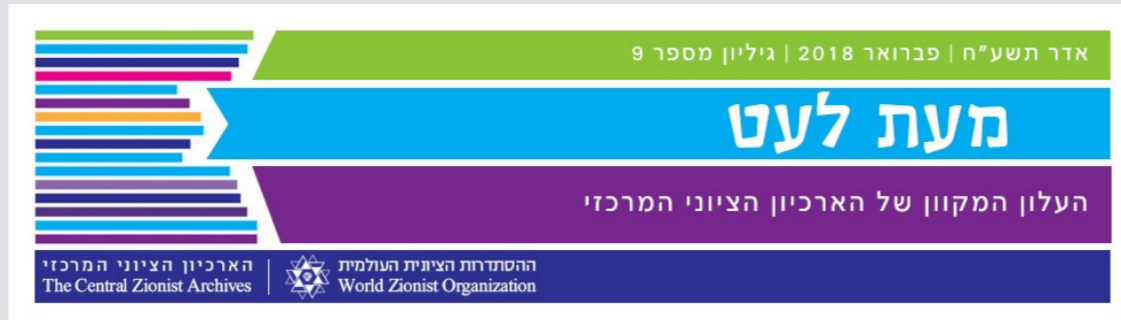 אדר תשע״ח | פברואר 2018 | גיליון מספר 9
מעת לעט
העלון המקוון של הארכיון הציוני המרכזי
ההסתדרות הציונית העולמית | הארכיון הציוני המרכזי
World Zionist Organization | The Central Zionist Archives